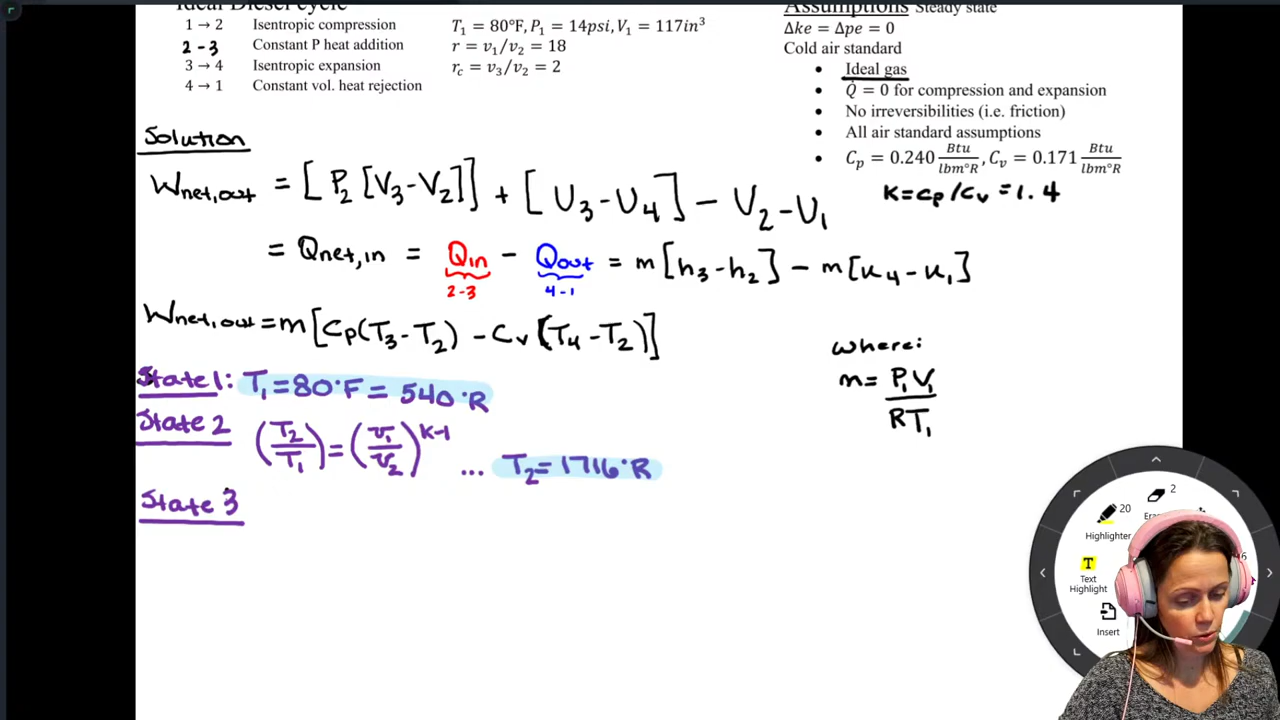 Ideal Diesel cycle
1 → 2 Isentropic compression T₁ = 80°F, P₁ = 14psi, V₁ = 117in³
2-3 Constant P heat addition r = v₁/v₂ = 18
3 → 4 Isentropic expansion r_c = v₃/v₂ = 2
4 → 1 Constant vol. heat rejection
Assumptions Steady state
Δke = Δpe = 0
Cold air standard
• Ideal gas
• Q̇ = 0 for compression and expansion
• No irreversibilities (i.e. friction)
• All air standard assumptions
• Cₚ = 0.240 Btu/lbm°R, Cᵥ = 0.171 Btu/lbm°R
K=cp/cv=1.4
Solution
Wnet,out = [P₂[V₃-V₂]] + [U₃-U₄] - U₂-U₁
= Qnet,in = Qin - Qout = m[h₃-h₂] - m[u₄-u₁]
2-3 4-1
Wnet,out=m[Cp(T₃-T₂) -Cv(T₄-T₂)]
where:
m= P₁V₁/RT₁
State 1: T₁=80°F= 540°R
State 2 (T₂/T₁)=(v₁/v₂)^k-1 ... T₂=1716°R
State 3
20
Highlighter
2
Text
Highlight
Insert